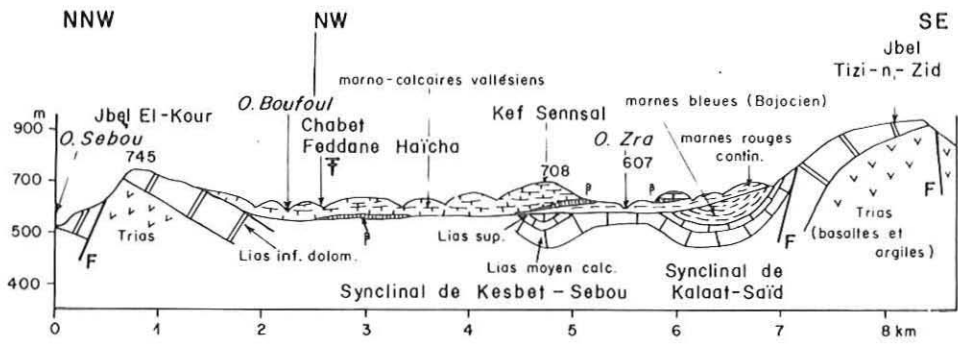 NNW
NW
SE
Jbel
Tizi-n-Zid
marno-calcaires vallésiens
O. Boufoul
Kef Sennsal
marnes bleues (Bajocien)
m
Jbel El-Kour
900
O. Sebou
Chabet
Feddane Haïcha
O. Zra
marnes rouges
contin.
745
708
607
700
β
β
F
Trias
500
F
Lias sup.
F
Trias
(basaltes et
argiles)
β
Lias inf. dolom.
Lias moyen calc.
400
Synclinal de Kesbet-Sebou
Synclinal de
Kalaat-Saïd
0 1 2 3 4 5 6 7 8 km